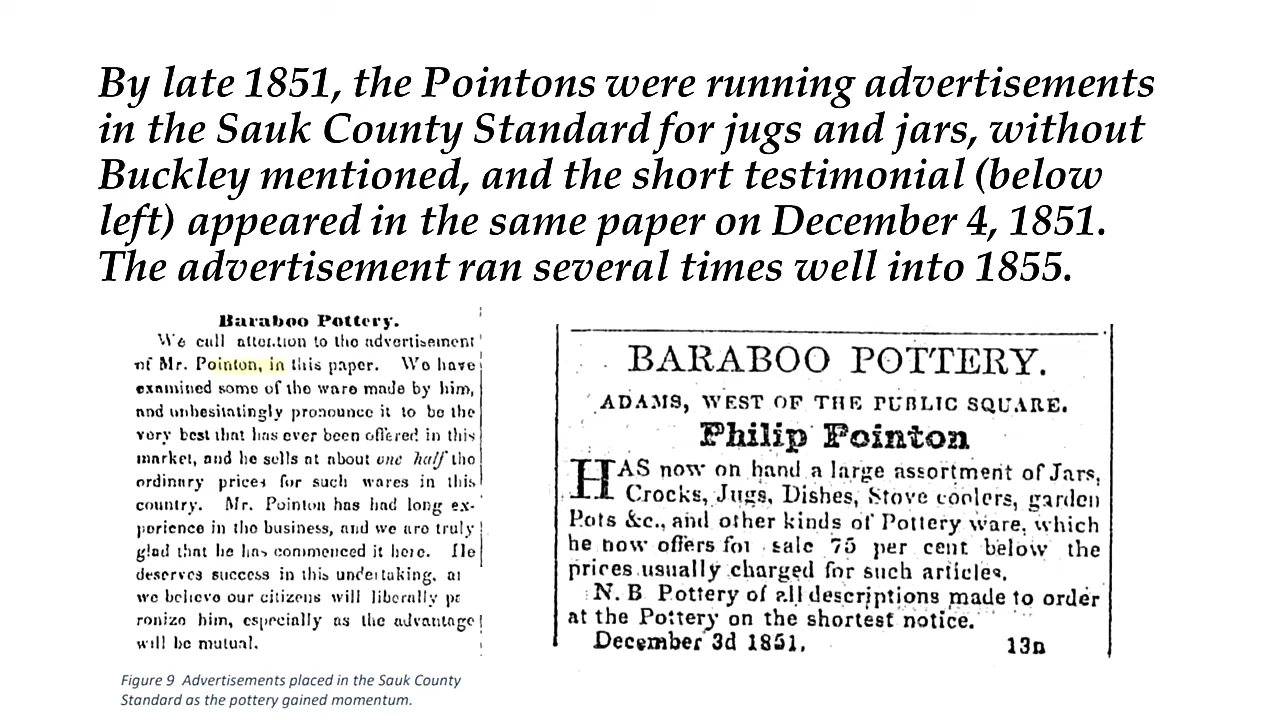 By late 1851, the Pointons were running advertisements
in the Sauk County Standard for jugs and jars, without
Buckley mentioned, and the short testimonial (below
left) appeared in the same paper on December 4, 1851.
The advertisement ran several times well into 1855.
Baraboo Pottery.
We call attention to the advertisement
of Mr. Pointon, in this paper. We have
examined some of the ware made by him,
and unhesitatingly pronounce it to be the
very best that has ever been offered in this
market, and he sells at about one half the
ordinary prices for such wares in this
country. Mr. Pointon has had long ex-
perience in the business, and we are truly
glad that he has commenced it here. He
deserves success in this undertaking,
we believe our citizens will liberally
ronize him, especially as the advantage
will be mutual.
BARABOO POTTERY.
ADAMS, WEST OF THE PUBLIC SQUARE.
Philip Pointon
HAS now on hand a large assortment of Jars,
Crocks, Jugs, Dishes, Stove coolers, garden
Pots &c., and other kinds of Pottery ware, which
he now offers for sale 75 per cent below the
prices usually charged for such articles.
N. B Pottery of all descriptions made to order
at the Pottery on the shortest notice.
December 3d 1851. 13n
Figure 9 Advertisements placed in the Sauk County
Standard as the pottery gained momentum.